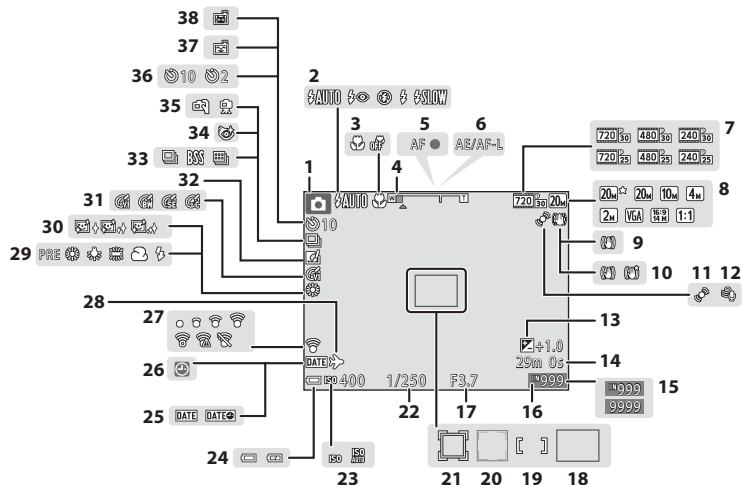 38
37
36 10 2
35
34
33 BSS
32
31
30
29 PRE
28
27
26
25 DATE DATE
24
2
AUTO SLOW
3 OFF
5 AF
6 AE/AF-L
4
1
AUTO W T 720 30 20M
10
DATE
ISO 400 1/250 F3.7 IN 999
+1.0
29m 0s
7
720 30 480 30 240 30
720 25 480 25 240 25
8
20M 20M 10M 4M
2M VGA 16:9 14M 1:1
9
10
11 12
13
14
15
IN 999
9999
16
17
22
23
ISO ISO AUTO
21 20 19 18